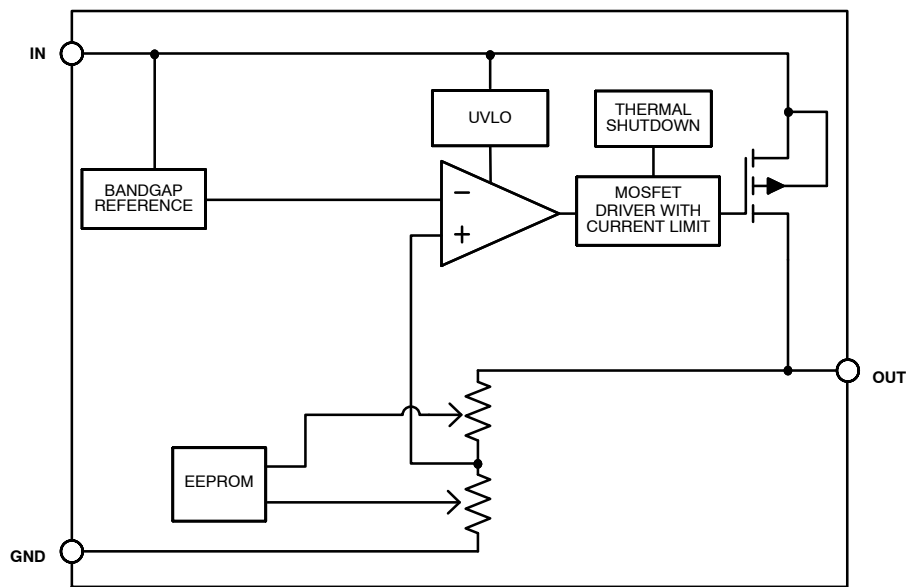 IN
UVLO
THERMAL
SHUTDOWN
BANDGAP
REFERENCE
−
+
MOSFET
DRIVER WITH
CURRENT LIMIT
OUT
EEPROM
GND